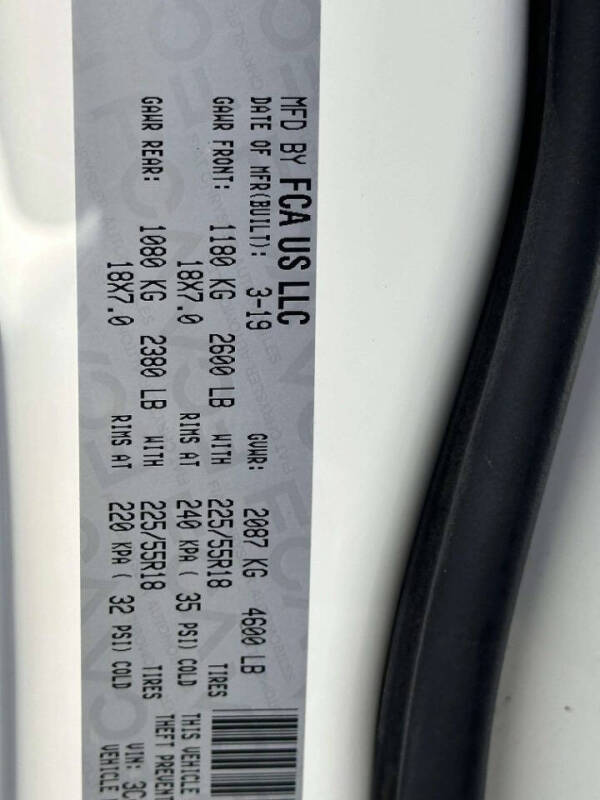 MFD BY FCA US LLC
DATE OF MFR(BUILT): 3-19 GVWR: 2087 KG 4600 LB
GAWR FRONT: 1180 KG 2600 LB WITH 225/55R18 TIRES
18X7.0 RIMS AT 240 KPA ( 35 PSI) COLD
GAWR REAR: 1080 KG 2380 LB WITH 225/55R18 TIRES
18X7.0 RIMS AT 220 KPA ( 32 PSI) COLD
THIS VEHICLE
THEFT PREVENT
VIN: 3C
VEHICLE